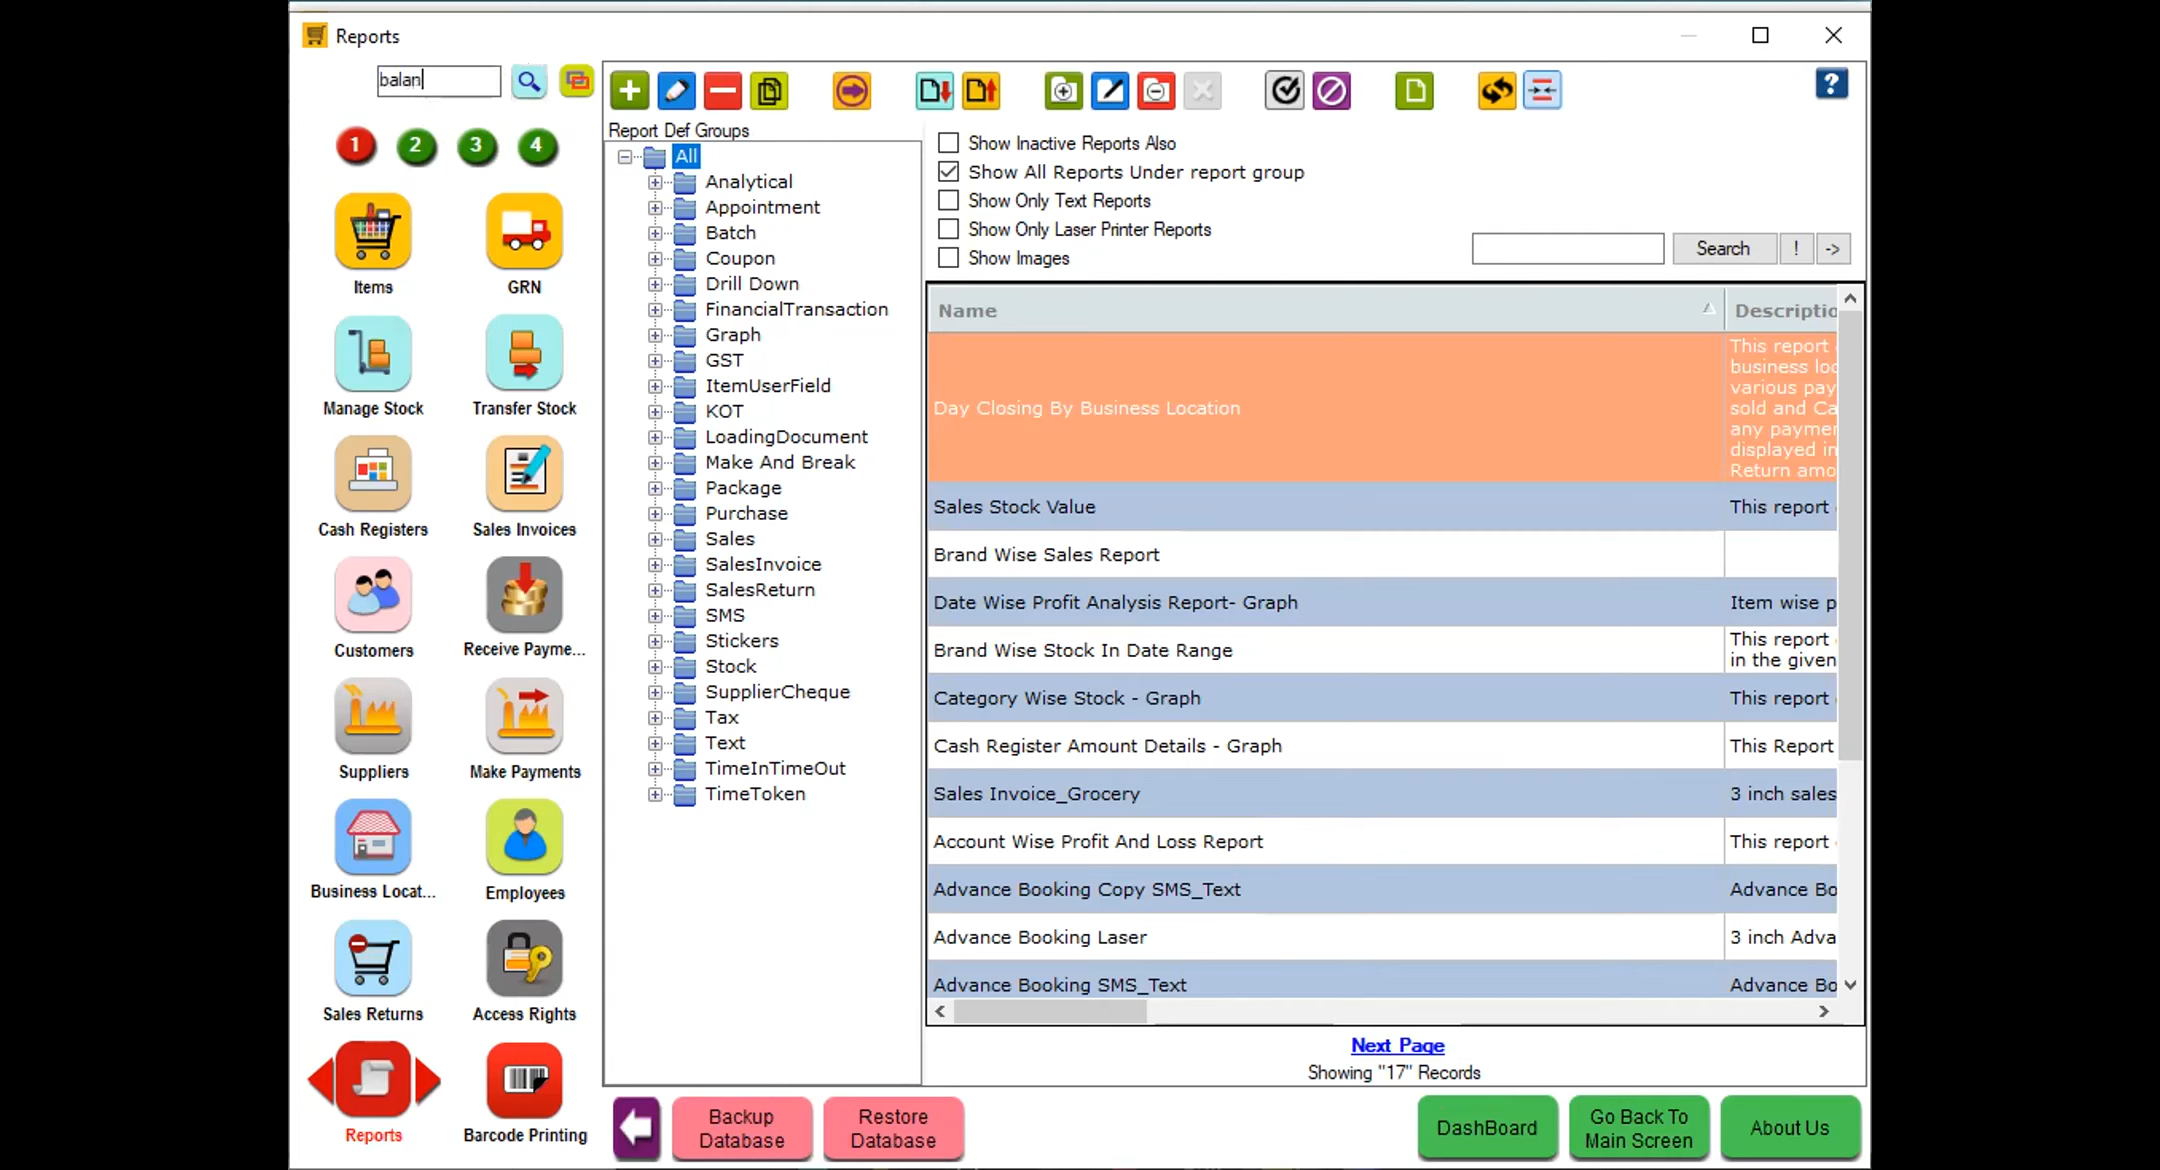 Reports
balan
1
2
3
4
Items
GRN
Manage Stock
Transfer Stock
Cash Registers
Sales Invoices
Customers
Receive Payme...
Suppliers
Make Payments
Business Locat...
Employees
Sales Returns
Access Rights
Reports
Barcode Printing
Report Def Groups
All
Analytical
Appointment
Batch
Coupon
Drill Down
FinancialTransaction
Graph
GST
ItemUserField
KOT
LoadingDocument
Make And Break
Package
Purchase
Sales
SalesInvoice
SalesReturn
SMS
Stickers
Stock
SupplierCheque
Tax
Text
TimeInTimeOut
TimeToken
?
Show Inactive Reports Also
Show All Reports Under report group
Show Only Text Reports
Show Only Laser Printer Reports
Show Images
Search
!
->
Name
Descriptio
Day Closing By Business Location
This report
business loc
various pay
sold and Ca
any paymer
displayed in
Return amo
Sales Stock Value
This report
Brand Wise Sales Report
Date Wise Profit Analysis Report- Graph
Item wise p
Brand Wise Stock In Date Range
This report
in the given
Category Wise Stock - Graph
This report
Cash Register Amount Details - Graph
This Report
Sales Invoice_Grocery
3 inch sales
Account Wise Profit And Loss Report
This report
Advance Booking Copy SMS_Text
Advance Bo
Advance Booking Laser
3 inch Adva
Advance Booking SMS_Text
Advance Bo
Next Page
Showing "17" Records
Backup
Database
Restore
Database
DashBoard
Go Back To
Main Screen
About Us